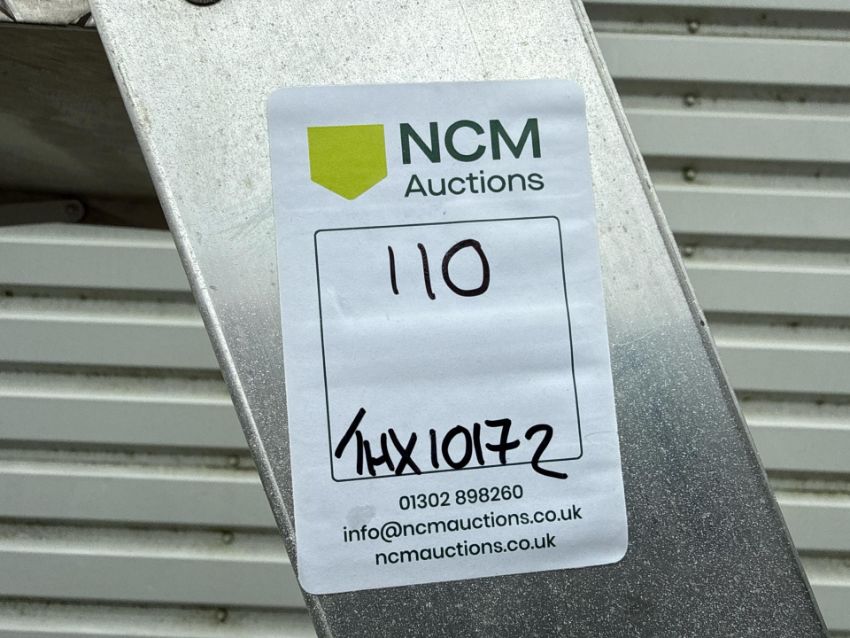 NCM
Auctions
110
THX10172
01302 898260
info@ncmauctions.co.uk
ncmauctions.co.uk